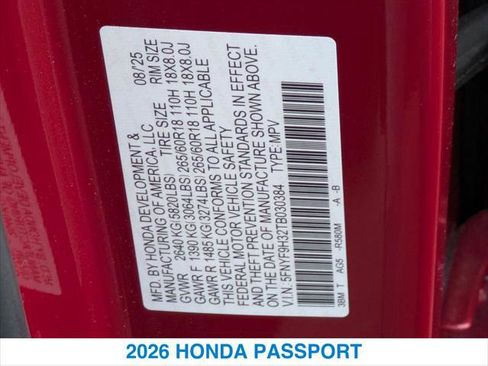 MFD. BY HONDA DEVELOPMENT & 08/25
MANUFACTURING OF AMERICA, LLC
GVWR 2640 KG(5820LBS) TIRE SIZE RIM SIZE
GAWR F 1390 KG(3064LBS) 265/60R18 110H 18X8.0J
GAWR R 1485 KG(3274LBS) 265/60R18 110H 18X8.0J
THIS VEHICLE CONFORMS TO ALL APPLICABLE
FEDERAL MOTOR VEHICLE SAFETY
AND THEFT PREVENTION STANDARDS IN EFFECT
ON THE DATE OF MANUFACTURE SHOWN ABOVE.
V.I.N: 5FNYF9H32TB030384 TYPE: MPV
3BM T AG5 -R580M -A -B
2026 HONDA PASSPORT